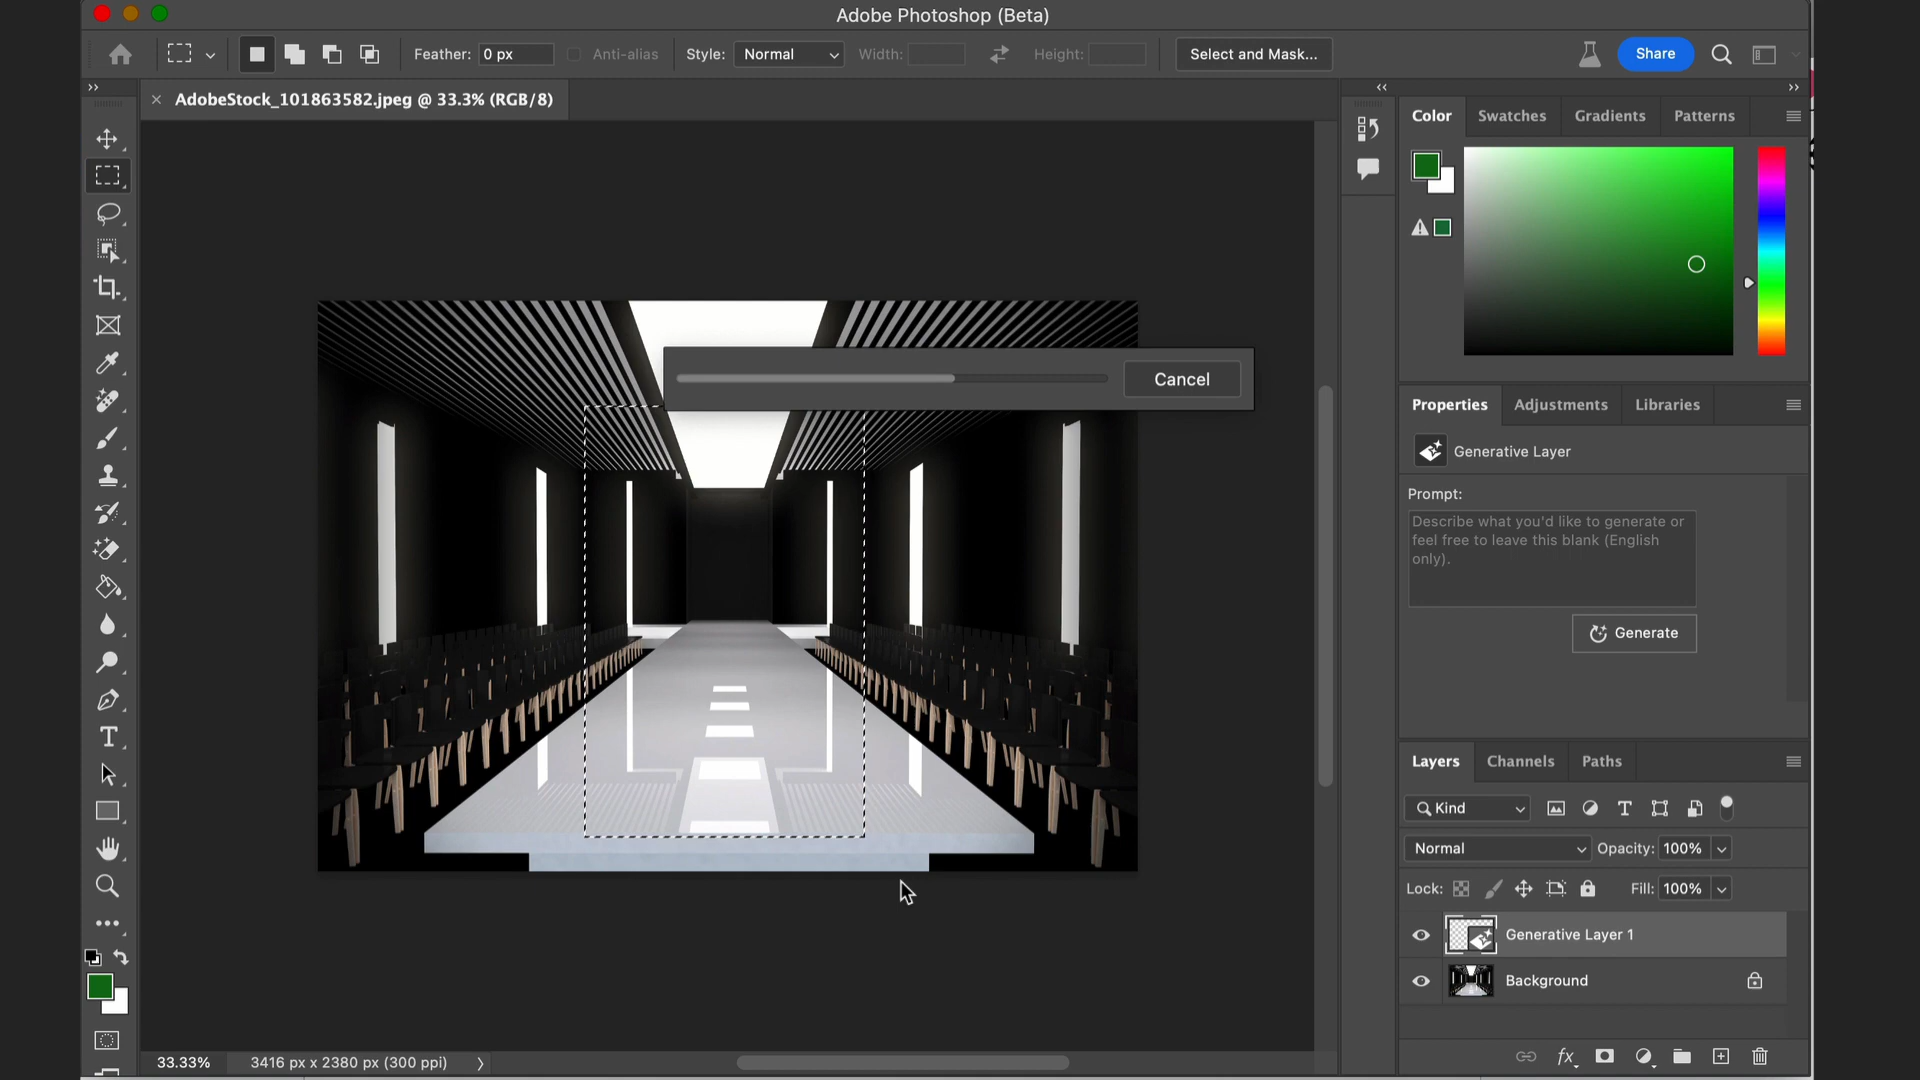 Adobe Photoshop (Beta)
Feather: 0 px Anti-alias Style: Normal Width: Height: Select and Mask... Share
AdobeStock_101863582.jpeg @ 33.3% (RGB/8)
Color Swatches Gradients Patterns
Cancel
Properties Adjustments Libraries
Generative Layer
Prompt:
Describe what you'd like to generate or
feel free to leave this blank (English
only).
Generate
Layers Channels Paths
Kind
Normal Opacity: 100%
Lock: Fill: 100%
Generative Layer 1
Background
33.33% 3416 px x 2380 px (300 ppi)